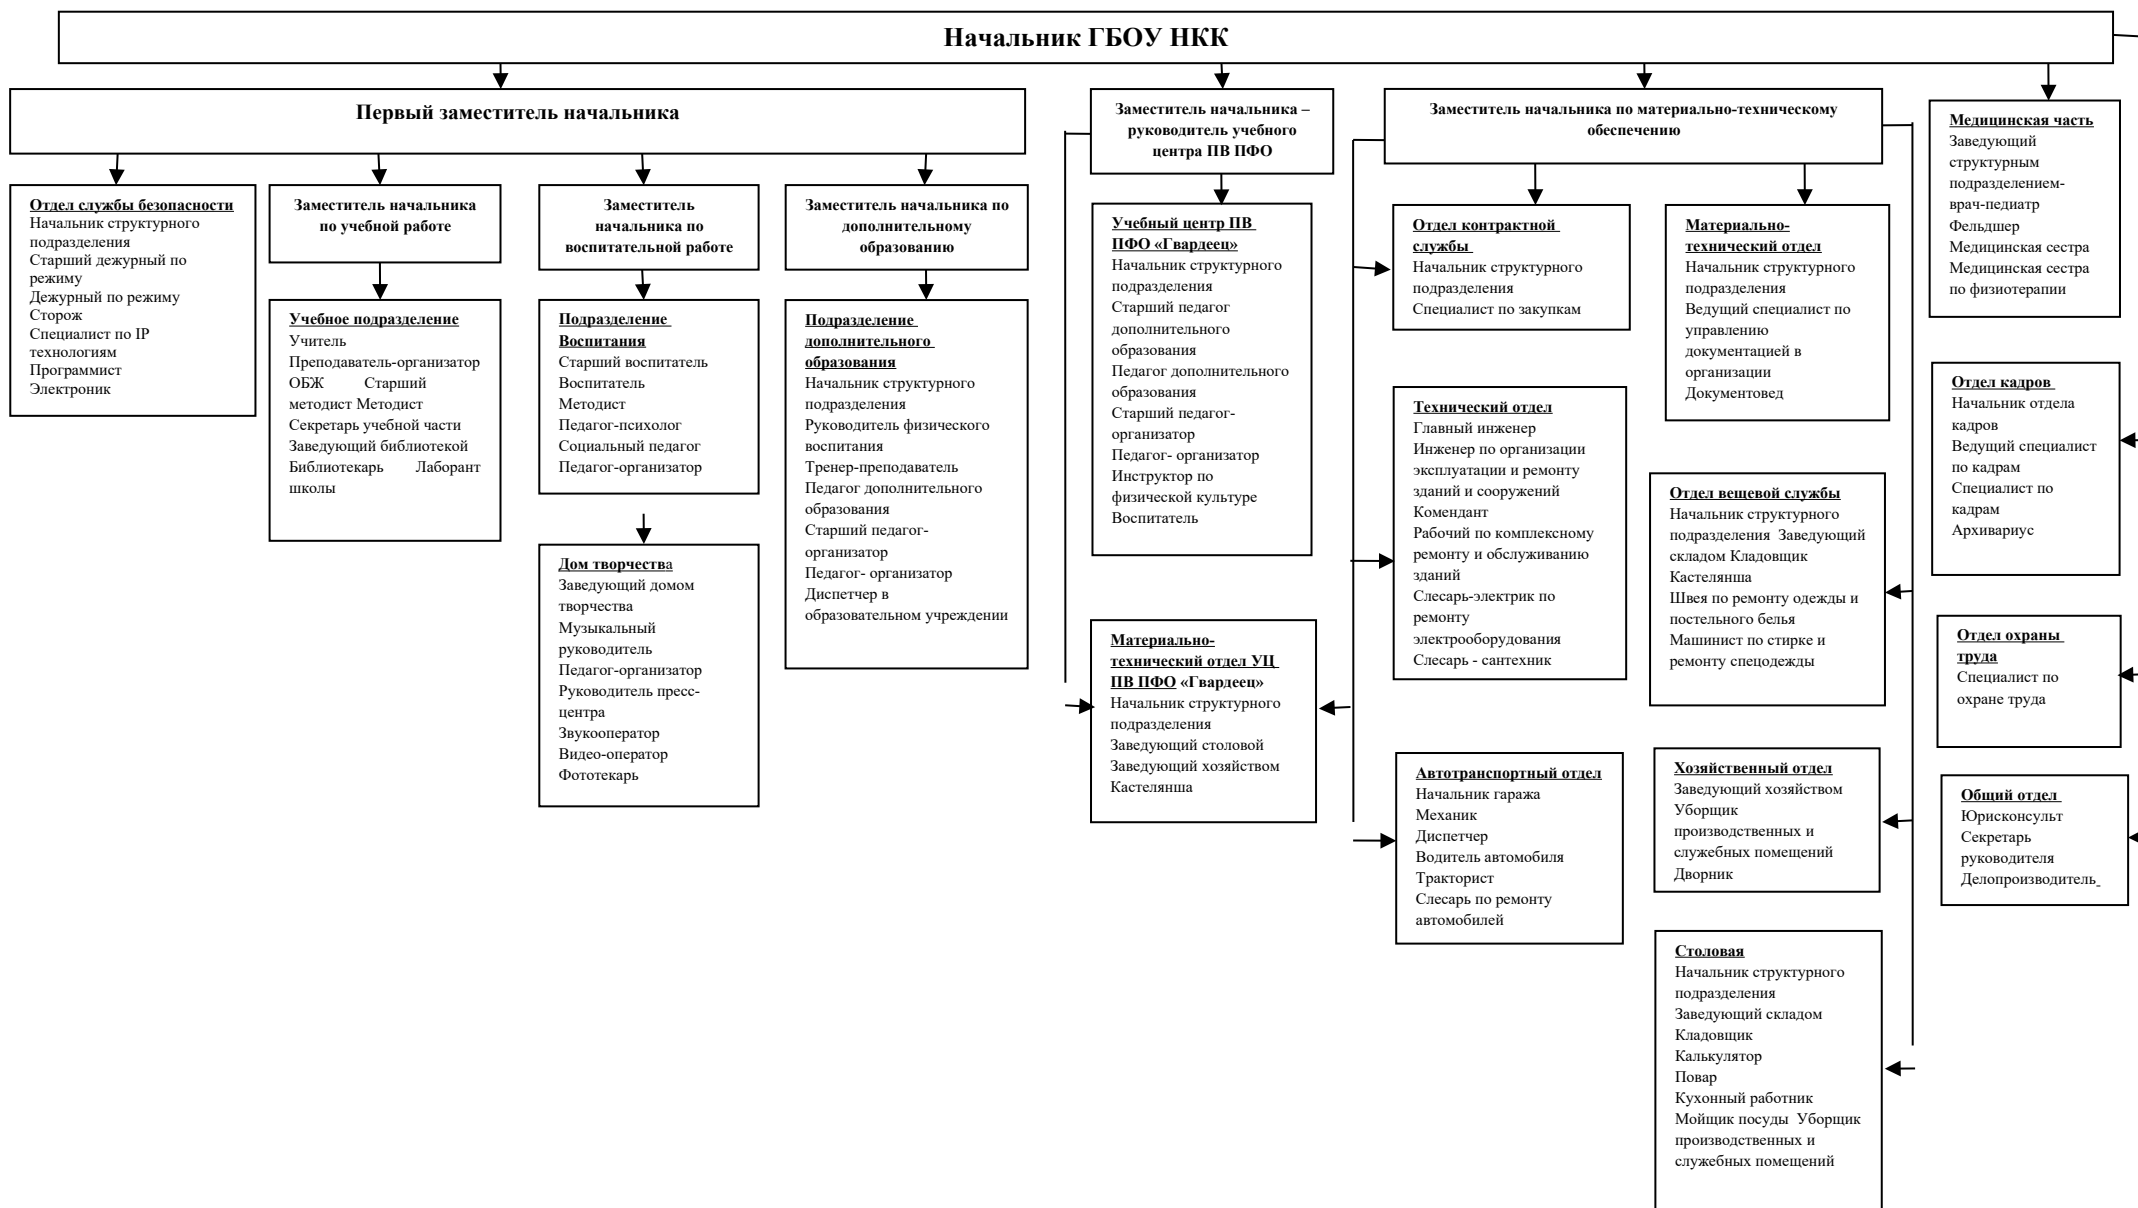 Начальник ГБОУ НКК
Первый заместитель начальника
Отдел службы безопасности
Начальник структурного
подразделения
Старший дежурный по
режиму
Дежурный по режиму
Сторож
Специалист по IP
технологиям
Программист
Электроник
Заместитель начальника
по учебной работе
Учебное подразделение
Учитель
Преподаватель-организатор
ОБЖ Старший
методист Методист
Секретарь учебной части
Заведующий библиотекой
Библиотекарь Лаборант
школы
Заместитель
начальника по
воспитательной работе
Подразделение
Воспитания
Старший воспитатель
Воспитатель
Методист
Педагог-психолог
Социальный педагог
Педагог-организатор
Дом творчества
Заведующий домом
творчества
Музыкальный
руководитель
Педагог-организатор
Руководитель пресс-
центра
Звукооператор
Видео-оператор
Фототекарь
Заместитель начальника по
дополнительному
образованию
Подразделение
дополнительного
образования
Начальник структурного
подразделения
Руководитель физического
воспитания
Тренер-преподаватель
Педагог дополнительного
образования
Старший педагог-
организатор
Педагог- организатор
Диспетчер в
образовательном учреждении
Заместитель начальника –
руководитель учебного
центра ПВ ПФО
Учебный центр ПВ
ПФО «Гвардеец»
Начальник структурного
подразделения
Старший педагог
дополнительного
образования
Педагог дополнительного
образования
Старший педагог-
организатор
Педагог- организатор
Инструктор по
физической культуре
Воспитатель
Материально-
технический отдел УЦ
ПВ ПФО «Гвардеец»
Начальник структурного
подразделения
Заведующий столовой
Заведующий хозяйством
Кастелянша
Заместитель начальника по материально-техническому
обеспечению
Отдел контрактной
службы
Начальник структурного
подразделения
Специалист по закупкам
Технический отдел
Главный инженер
Инженер по организации
эксплуатации и ремонту
зданий и сооружений
Комендант
Рабочий по комплексному
ремонту и обслуживанию
зданий
Слесарь-электрик по
ремонту
электрооборудования
Слесарь - сантехник
Автотранспортный отдел
Начальник гаража
Механик
Диспетчер
Водитель автомобиля
Тракторист
Слесарь по ремонту
автомобилей
Материально-
технический отдел
Начальник структурного
подразделения
Ведущий специалист по
управлению
документацией в
организации
Документовед
Отдел вещевой службы
Начальник структурного
подразделения Заведующий
складом Кладовщик
Кастелянша
Швея по ремонту одежды и
постельного белья
Машинист по стирке и
ремонту спецодежды
Хозяйственный отдел
Заведующий хозяйством
Уборщик
производственных и
служебных помещений
Дворник
Столовая
Начальник структурного
подразделения
Заведующий складом
Кладовщик
Калькулятор
Повар
Кухонный работник
Мойщик посуды Уборщик
производственных и
служебных помещений
Медицинская часть
Заведующий
структурным
подразделением-
врач-педиатр
Фельдшер
Медицинская сестра
Медицинская сестра
по физиотерапии
Отдел кадров
Начальник отдела
кадров
Ведущий специалист
по кадрам
Специалист по
кадрам
Архивариус
Отдел охраны
труда
Специалист по
охране труда
Общий отдел
Юрисконсульт
Секретарь
руководителя
Делопроизводитель